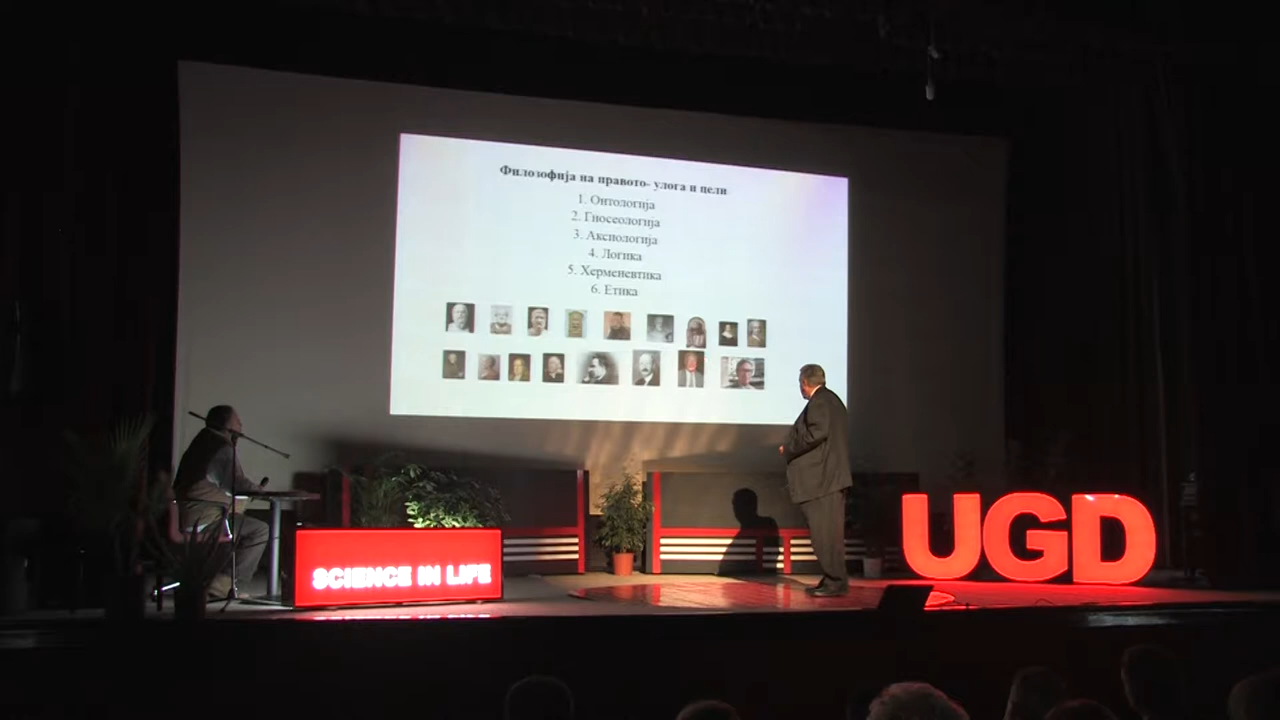 Филозофија на правото- улога и цели
1. Онтологија
2. Гносеологија
3. Аксиологија
4. Логика
5. Херменевтика
6. Етика
SCIENCE IN LIFE
UGD